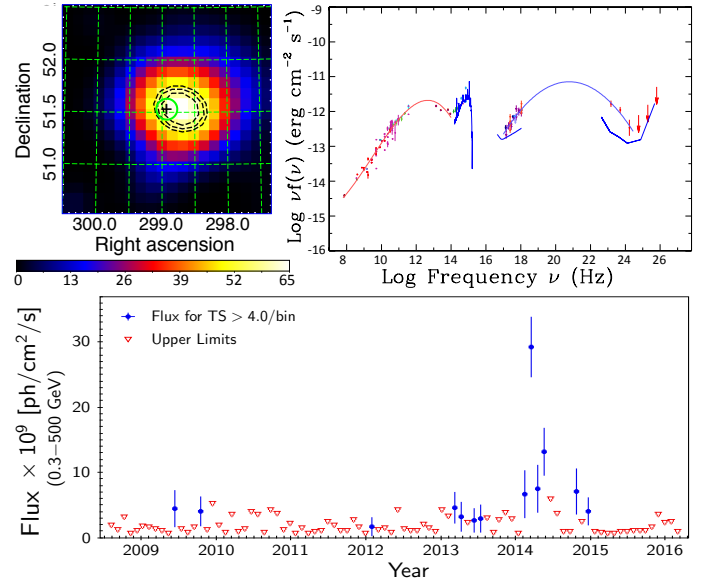 52.0
51.5
51.0
Declination
300.0 299.0 298.0
Right ascension
0 13 26 39 52 65
-9
-10
-11
-12
-13
-14
-15
-16
Log νf(ν) (erg cm⁻² s⁻¹)
8 10 12 14 16 18 20 22 24 26
Log Frequency ν (Hz)
Flux × 10⁹ [ph/cm²/s]
(0.3−500 GeV)
30
20
10
0
Flux for TS > 4.0/bin
Upper Limits
2009 2010 2011 2012 2013 2014 2015 2016
Year